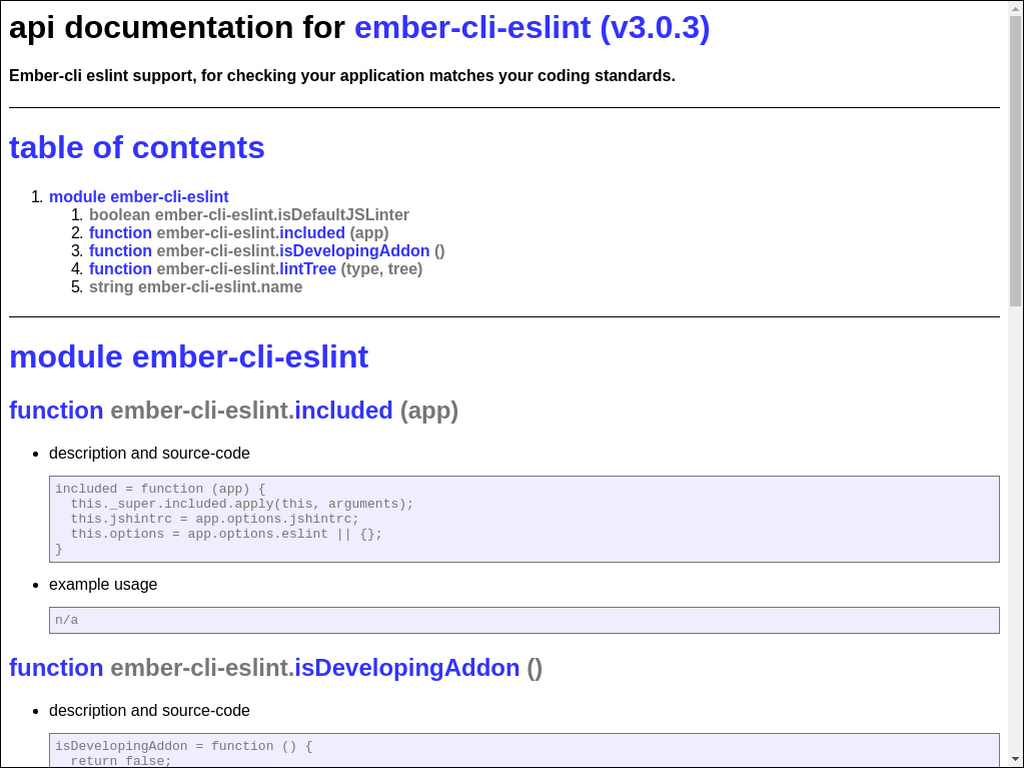 api documentation for ember-cli-eslint (v3.0.3)
Ember-cli eslint support, for checking your application matches your coding standards.
table of contents
1. module ember-cli-eslint
1. boolean ember-cli-eslint.isDefaultJSLinter
2. function ember-cli-eslint.included (app)
3. function ember-cli-eslint.isDevelopingAddon ()
4. function ember-cli-eslint.lintTree (type, tree)
5. string ember-cli-eslint.name
module ember-cli-eslint
function ember-cli-eslint.included (app)
• description and source-code
included = function (app) {
  this._super.included.apply(this, arguments);
  this.jshintrc = app.options.jshintrc;
  this.options = app.options.eslint || {};
}
• example usage
n/a
function ember-cli-eslint.isDevelopingAddon ()
• description and source-code
isDevelopingAddon = function () {
  return false;